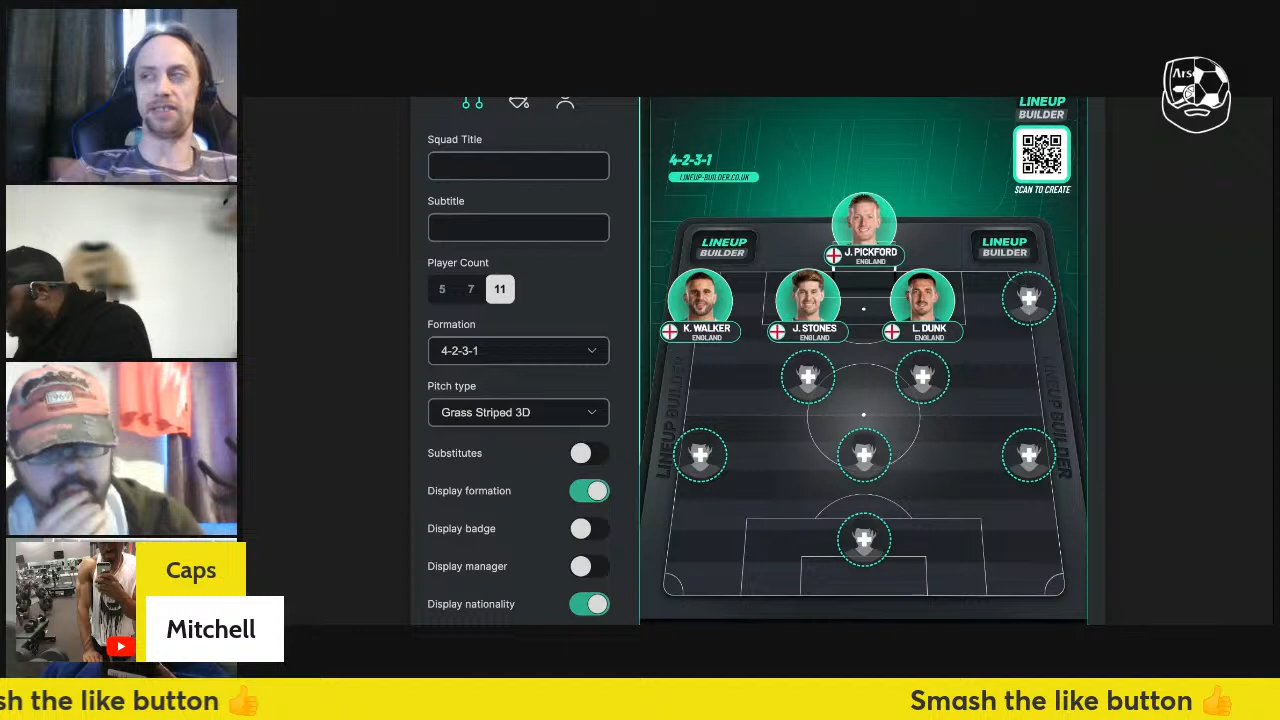 Squad Title
Subtitle
Player Count
5 7 11
Formation
4-2-3-1
Pitch type
Grass Striped 3D
Substitutes
Display formation
Display badge
Display manager
Display nationality
Arse
LINEUP
BUILDER
SCAN TO CREATE
4-2-3-1
LINEUP-BUILDER.CO.UK
LINEUP
BUILDER
LINEUP
BUILDER
J. PICKFORD
ENGLAND
K. WALKER
ENGLAND
J. STONES
ENGLAND
L. DUNK
ENGLAND
LINEUP BUILDER
LINEUP BUILDER
Caps
Mitchell
sh the like button 👍
Smash the like button 👍